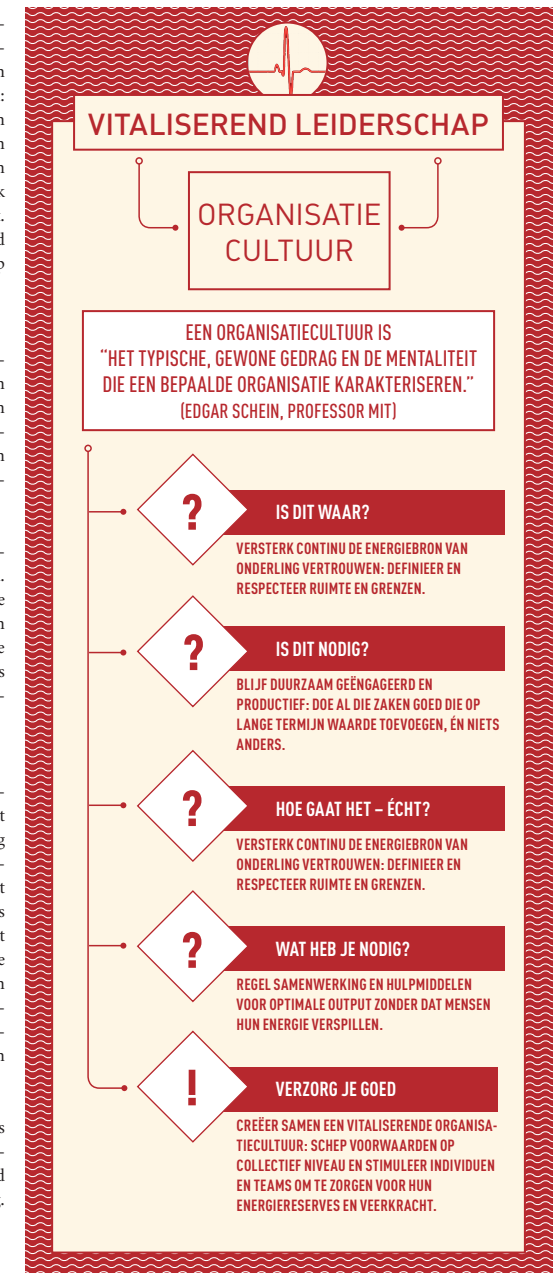 VITALISEREND LEIDERSCHAP
ORGANISATIE
CULTUUR
EEN ORGANISATIECULTUUR IS
“HET TYPISCHE, GEWONE GEDRAG EN DE MENTALITEIT
DIE EEN BEPAALDE ORGANISATIE KARAKTERISEREN.”
(EDGAR SCHEIN, PROFESSOR MIT)
?
IS DIT WAAR?
VERSTERK CONTINU DE ENERGIEBRON VAN
ONDERLING VERTROUWEN: DEFINIEER EN
RESPECTEER RUIMTE EN GRENZEN.
?
IS DIT NODIG?
BLIJF DUURZAAM GEËNGAGEERD EN
PRODUCTIEF: DOE AL DIE ZAKEN GOED DIE OP
LANGE TERMIJN WAARDE TOEVOEGEN, ÉN NIETS
ANDERS.
?
HOE GAAT HET – ÉCHT?
VERSTERK CONTINU DE ENERGIEBRON VAN
ONDERLING VERTROUWEN: DEFINIEER EN
RESPECTEER RUIMTE EN GRENZEN.
?
WAT HEB JE NODIG?
REGEL SAMENWERKING EN HULPMIDDELEN
VOOR OPTIMALE OUTPUT ZONDER DAT MENSEN
HUN ENERGIE VERSPILLEN.
!
VERZORG JE GOED
CREËER SAMEN EEN VITALISERENDE ORGANISA-
TIECULTUUR: SCHEP VOORWAARDEN OP
COLLECTIEF NIVEAU EN STIMULEER INDIVIDUEN
EN TEAMS OM TE ZORGEN VOOR HUN
ENERGIERESERVES EN VEERKRACHT.